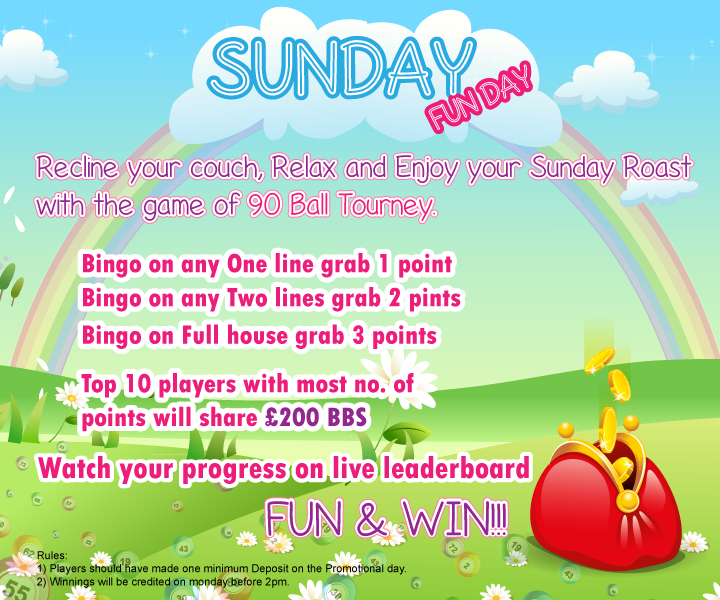 SUNDAY
FUN DAY
Recline your couch, Relax and Enjoy your Sunday Roast
with the game of 90 Ball Tourney.
Bingo on any One line grab 1 point
Bingo on any Two lines grab 2 pints
Bingo on Full house grab 3 points
Top 10 players with most no. of
points will share £200 BBS
Watch your progress on live leaderboard
FUN & WIN!!!
Rules:
1) Players should have made one minimum Deposit on the Promotional day.
2) Winnings will be credited on monday before 2pm.
55
43
72